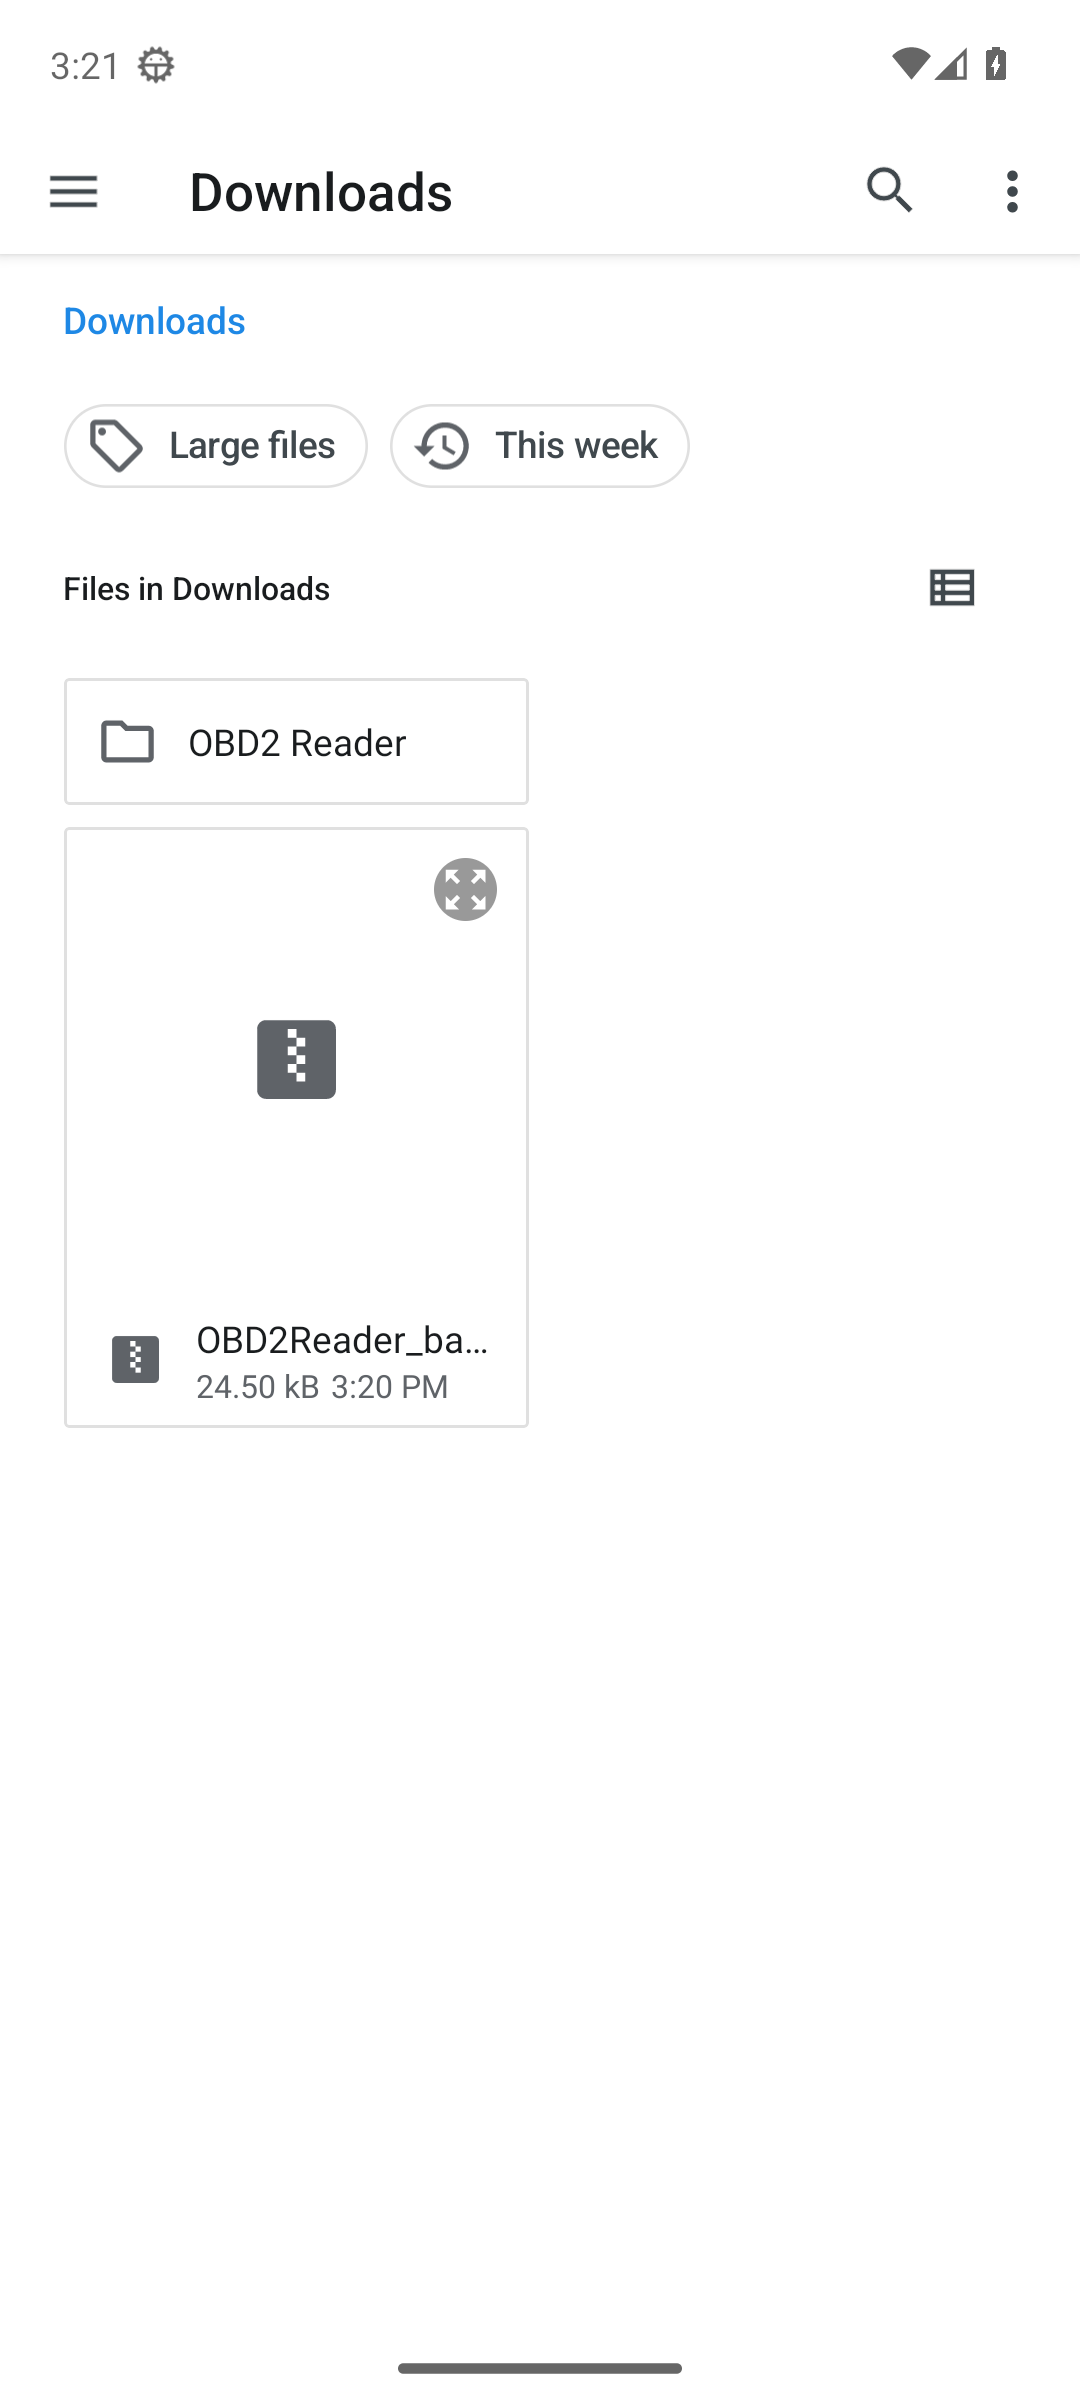 3:21
Downloads
Downloads
Large files
This week
Files in Downloads
OBD2 Reader
OBD2Reader_ba...
24.50 kB 3:20 PM